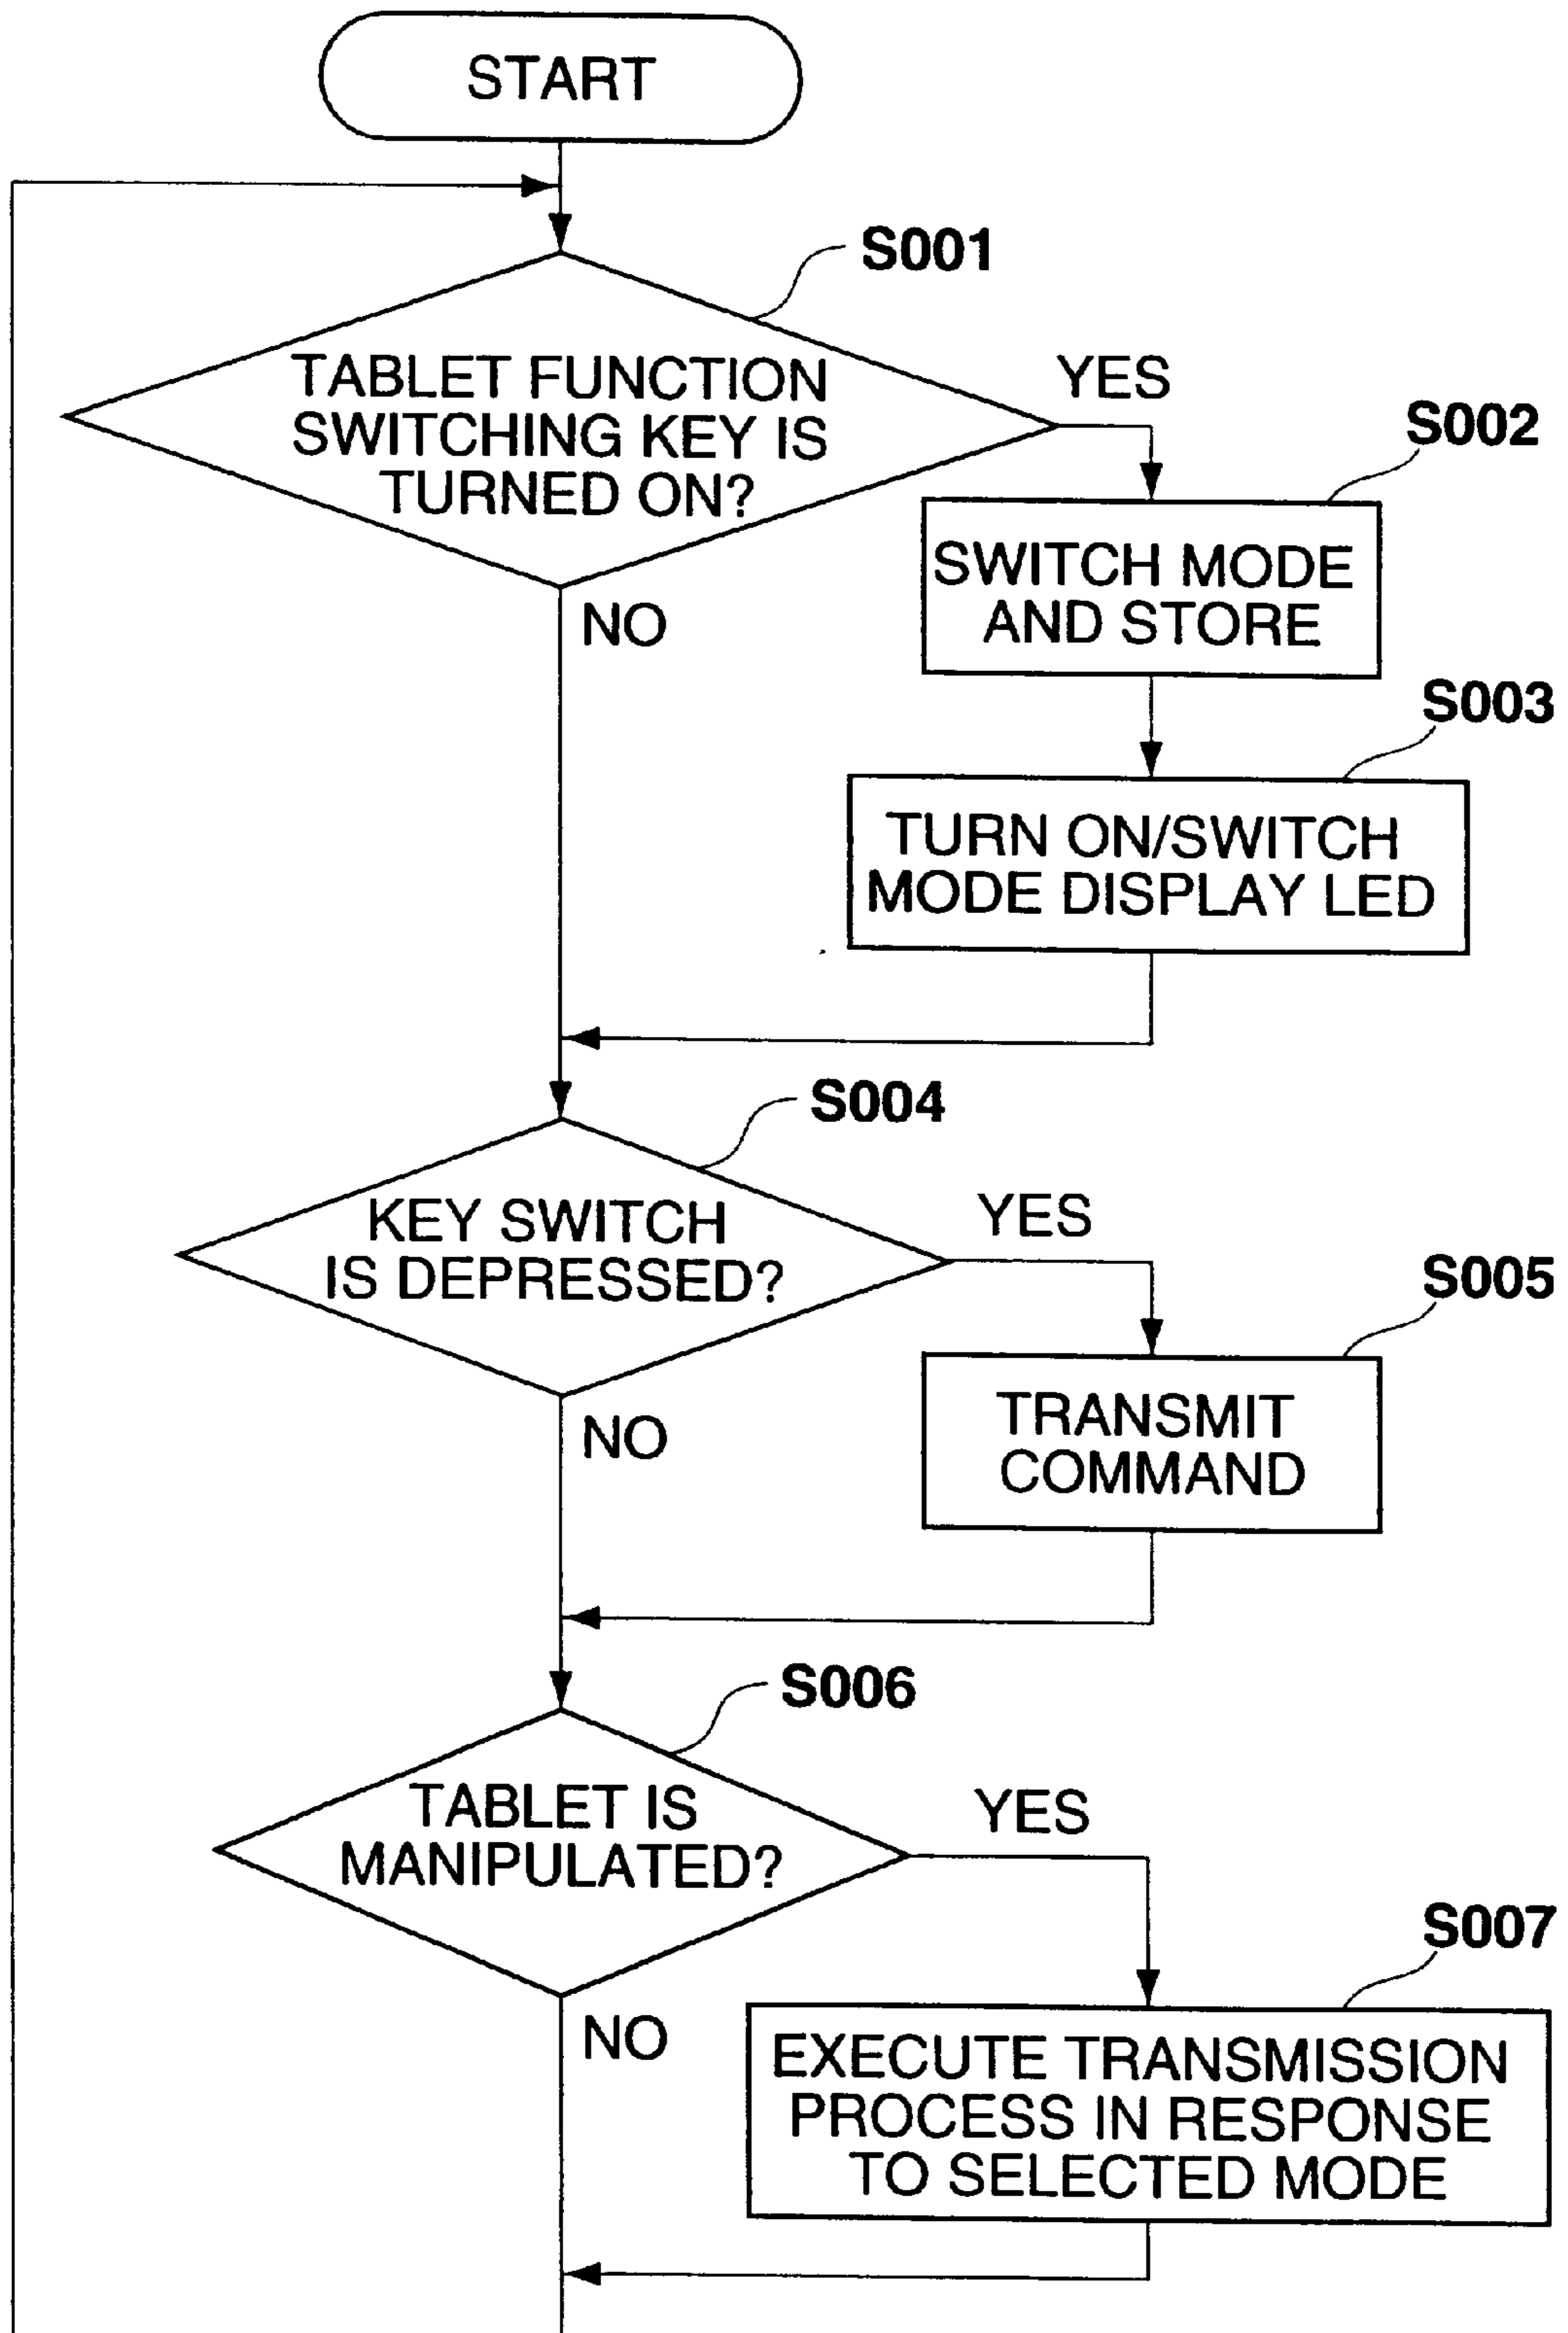 START
S001
TABLET FUNCTION
SWITCHING KEY IS
TURNED ON?
YES
S002
SWITCH MODE
AND STORE
NO
S003
TURN ON/SWITCH
MODE DISPLAY LED
S004
KEY SWITCH
IS DEPRESSED?
YES
S005
TRANSMIT
COMMAND
NO
S006
TABLET IS
MANIPULATED?
YES
S007
EXECUTE TRANSMISSION
PROCESS IN RESPONSE
TO SELECTED MODE
NO